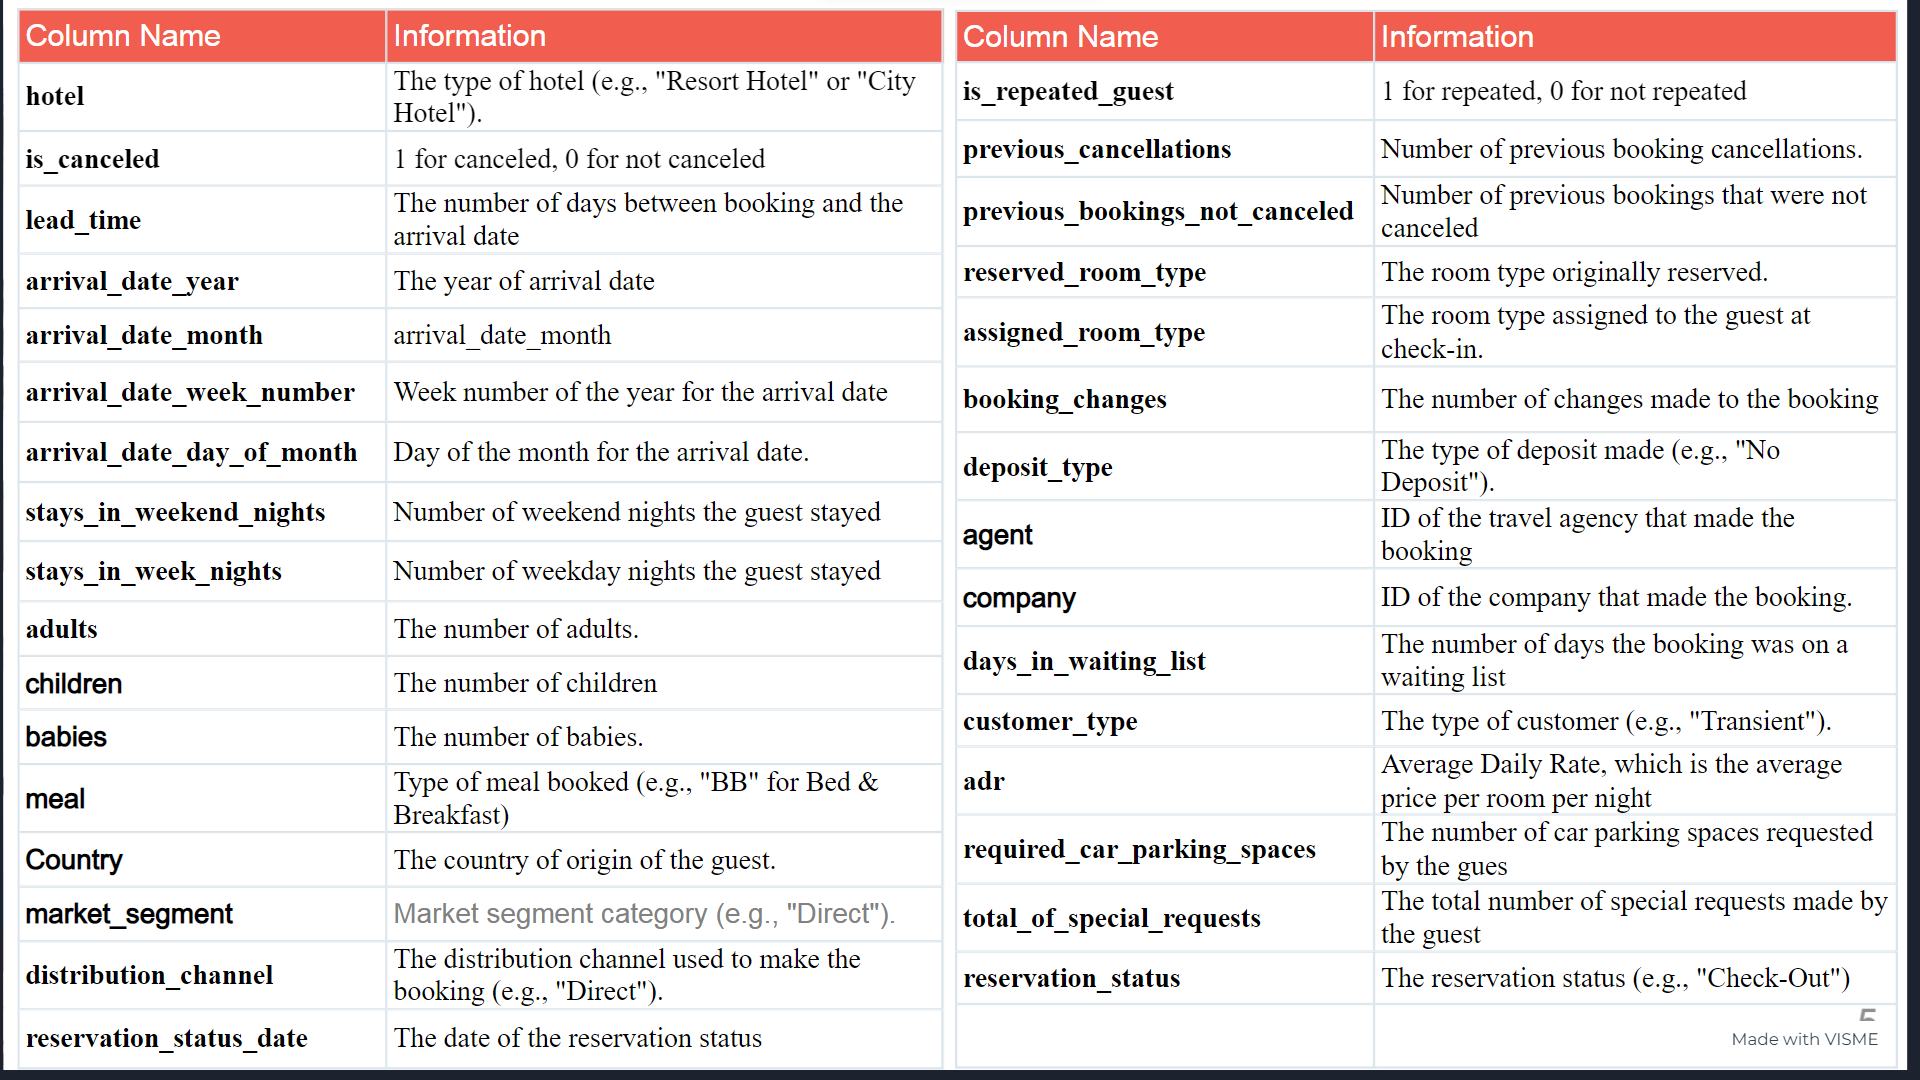 Column Name Information
hotel The type of hotel (e.g., "Resort Hotel" or "City
Hotel").
is_canceled 1 for canceled, 0 for not canceled
lead_time The number of days between booking and the
arrival date
arrival_date_year The year of arrival date
arrival_date_month arrival_date_month
arrival_date_week_number Week number of the year for the arrival date
arrival_date_day_of_month Day of the month for the arrival date.
stays_in_weekend_nights Number of weekend nights the guest stayed
stays_in_week_nights Number of weekday nights the guest stayed
adults The number of adults.
children The number of children
babies The number of babies.
meal Type of meal booked (e.g., "BB" for Bed &
Breakfast)
Country The country of origin of the guest.
market_segment Market segment category (e.g., "Direct").
distribution_channel The distribution channel used to make the
booking (e.g., "Direct").
reservation_status_date The date of the reservation status
Column Name Information
is_repeated_guest 1 for repeated, 0 for not repeated
previous_cancellations Number of previous booking cancellations.
previous_bookings_not_canceled Number of previous bookings that were not
canceled
reserved_room_type The room type originally reserved.
assigned_room_type The room type assigned to the guest at
check-in.
booking_changes The number of changes made to the booking
deposit_type The type of deposit made (e.g., "No
Deposit").
agent ID of the travel agency that made the
booking
company ID of the company that made the booking.
days_in_waiting_list The number of days the booking was on a
waiting list
customer_type The type of customer (e.g., "Transient").
adr Average Daily Rate, which is the average
price per room per night
required_car_parking_spaces The number of car parking spaces requested
by the gues
total_of_special_requests The total number of special requests made by
the guest
reservation_status The reservation status (e.g., "Check-Out")
Made with VISME